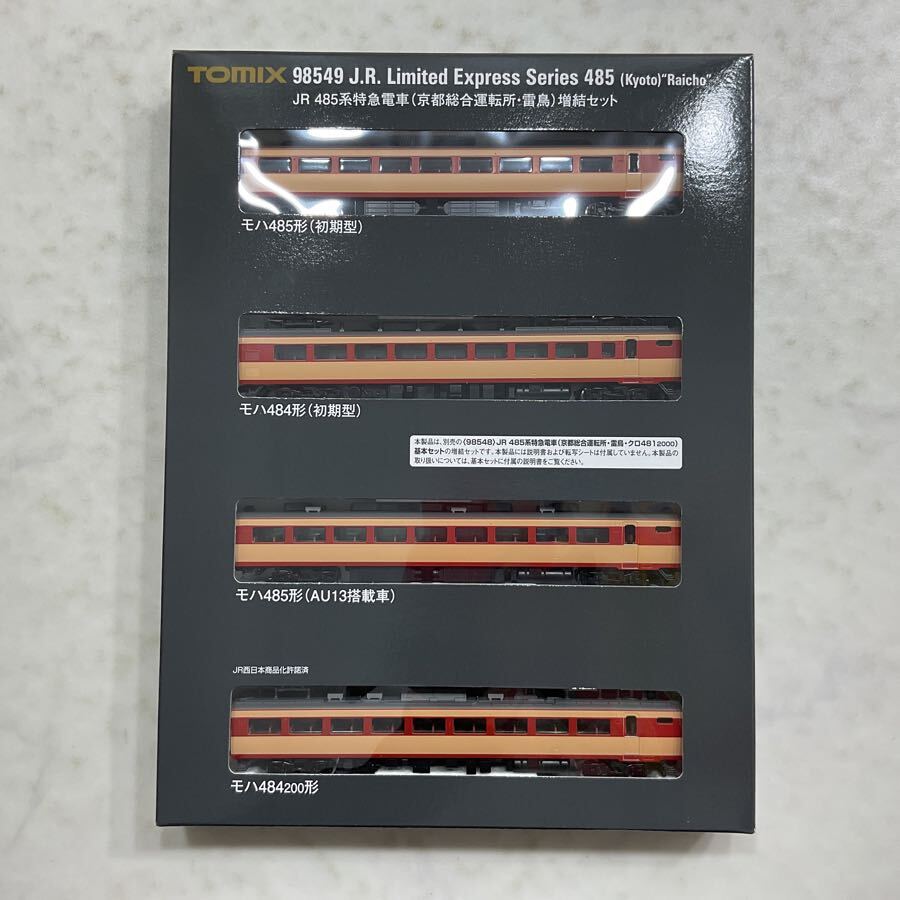 TOMIX 98549 J.R. Limited Express Series 485 (Kyoto)“Raicho”
JR 485系特急電車(京都総合運転所・雷鳥)増結セット
モハ485形(初期型)
モハ484形(初期型)
本製品は、別売の〈98548〉JR 485系特急電車(京都総合運転所・雷鳥・クロ481 2000)
基本セットの増結セットです。本製品には説明書および転写シートは付属していません。本製品の
取り扱いについては、基本セットに付属の説明書をご覧ください。
モハ485形(AU13搭載車)
JR西日本商品化許諾済
モハ484 200形